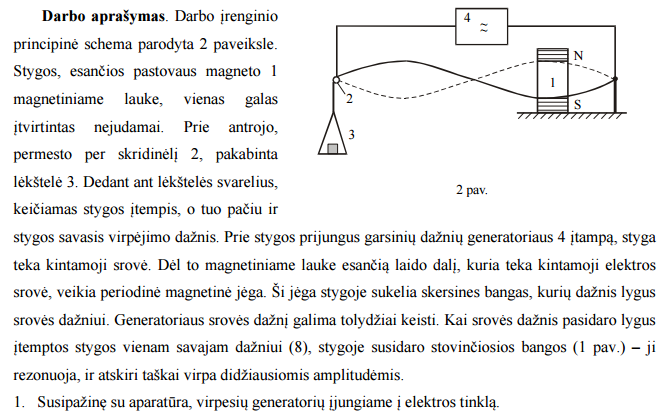 Darbo aprašymas. Darbo įrenginio
principinė schema parodyta 2 paveiksle.
Stygos, esančios pastovaus magneto 1
magnetiniame lauke, vienas galas
įtvirtintas nejudamai. Prie antrojo,
permesto per skridinėlį 2, pakabinta
lėkštelė 3. Dedant ant lėkštelės svarelius,
keičiamas stygos įtempis, o tuo pačiu ir
4
≈
N
1
S
2
3
2 pav.
stygos savasis virpėjimo dažnis. Prie stygos prijungus garsinių dažnių generatoriaus 4 įtampą, styga
teka kintamoji srovė. Dėl to magnetiniame lauke esančią laido dalį, kuria teka kintamoji elektros
srovė, veikia periodinė magnetinė jėga. Ši jėga stygoje sukelia skersines bangas, kurių dažnis lygus
srovės dažniui. Generatoriaus srovės dažnį galima tolydžiai keisti. Kai srovės dažnis pasidaro lygus
įtemptos stygos vienam savajam dažniui (8), stygoje susidaro stovinčiosios bangos (1 pav.) – ji
rezonuoja, ir atskiri taškai virpa didžiausiomis amplitudėmis.
1. Susipažinę su aparatūra, virpesių generatorių įjungiame į elektros tinklą.